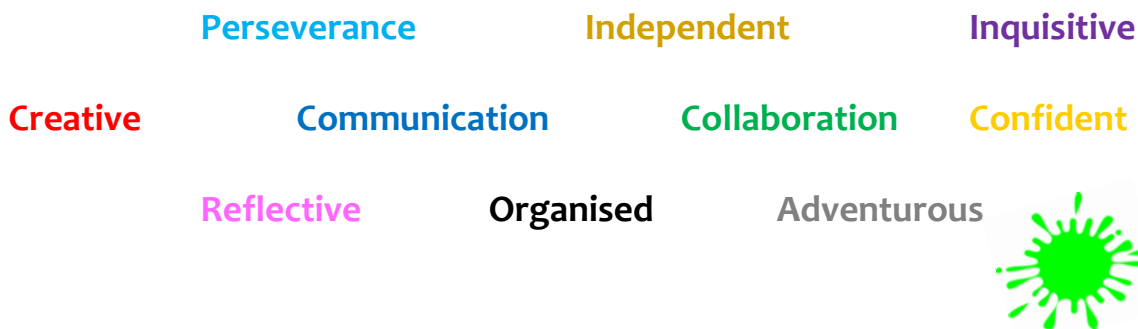 Perseverance Independent Inquisitive
Creative Communication Collaboration Confident
Reflective Organised Adventurous